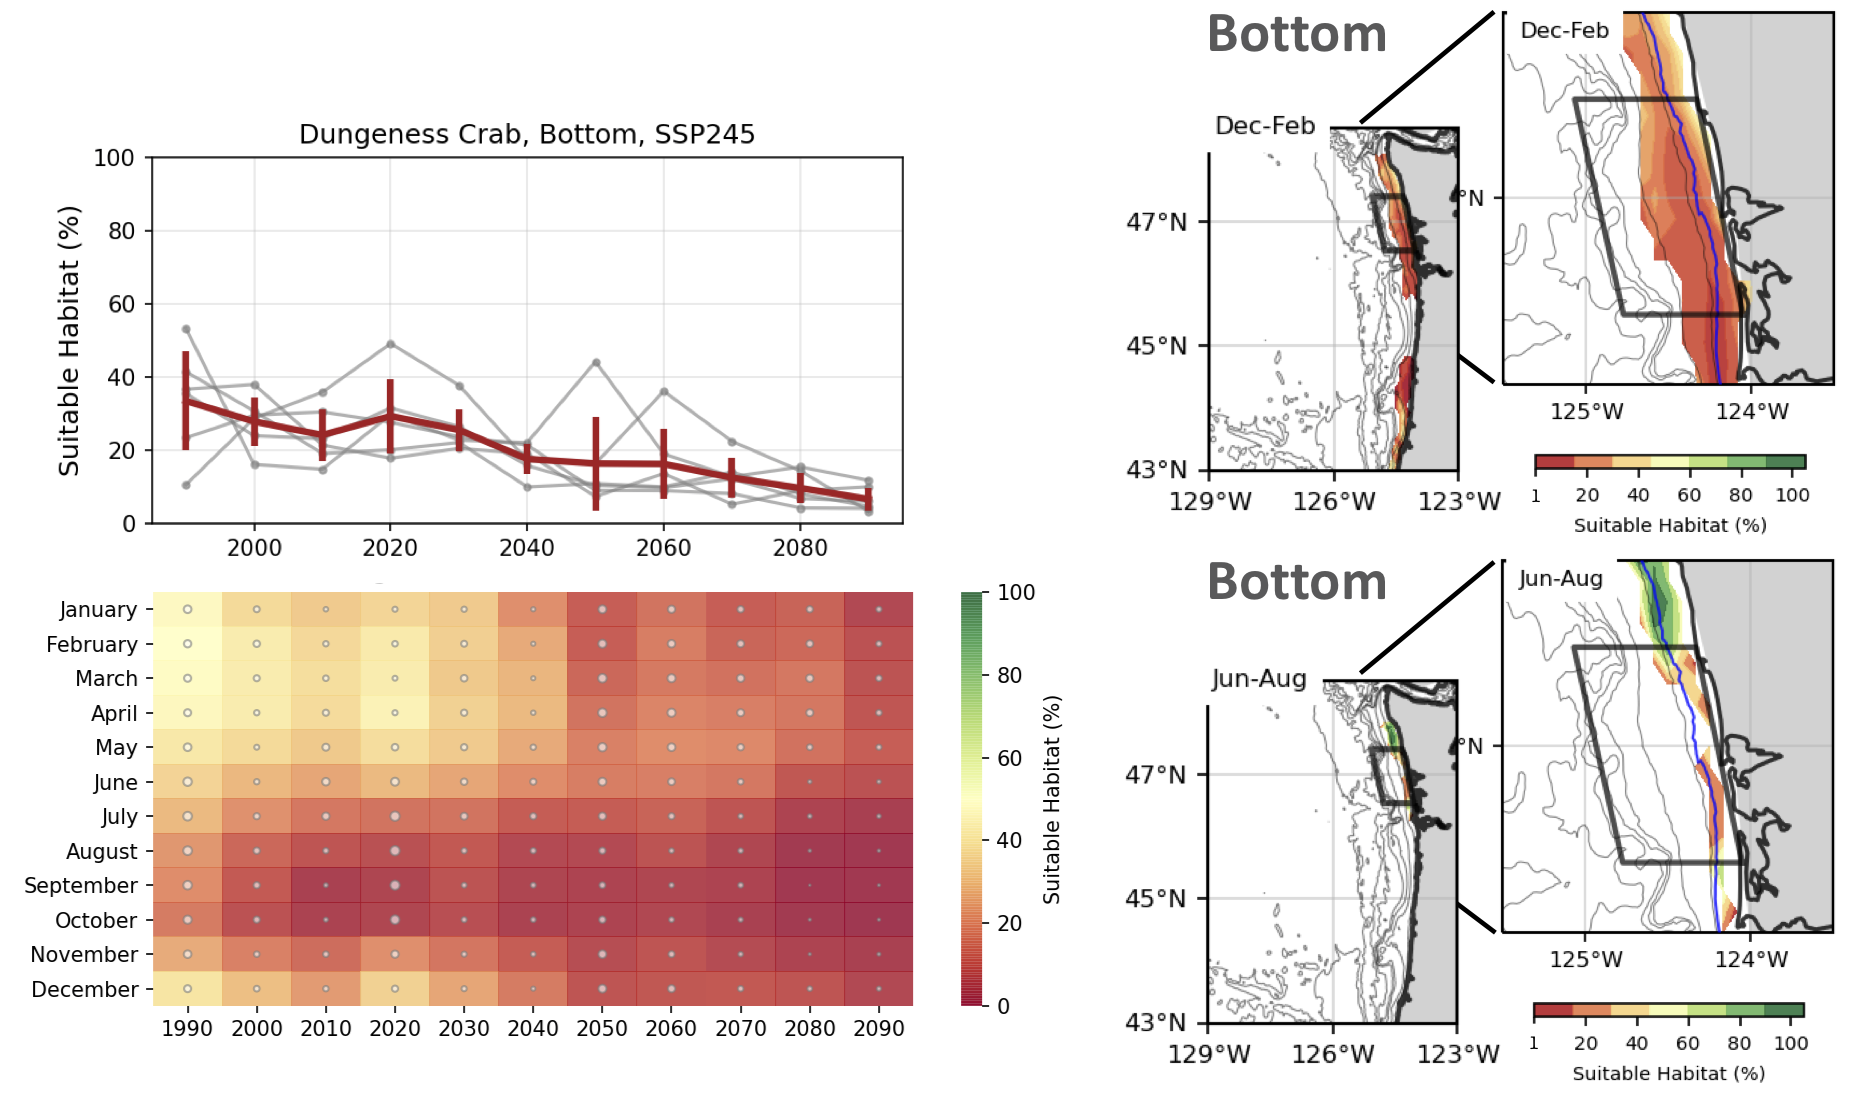 Dungeness Crab, Bottom, SSP245
Suitable Habitat (%)
100
80
60
40
20
0
2000 2020 2040 2060 2080
January
February
March
April
May
June
July
August
September
October
November
December
1990 2000 2010 2020 2030 2040 2050 2060 2070 2080 2090
100
80
60
40
20
0
Suitable Habitat (%)
Bottom
Dec-Feb
47°N
45°N
43°N
129°W 126°W 123°W
Dec-Feb
°N
125°W 124°W
1 20 40 60 80 100
Suitable Habitat (%)
Bottom
Jun-Aug
47°N
45°N
43°N
129°W 126°W 123°W
Jun-Aug
°N
125°W 124°W
1 20 40 60 80 100
Suitable Habitat (%)